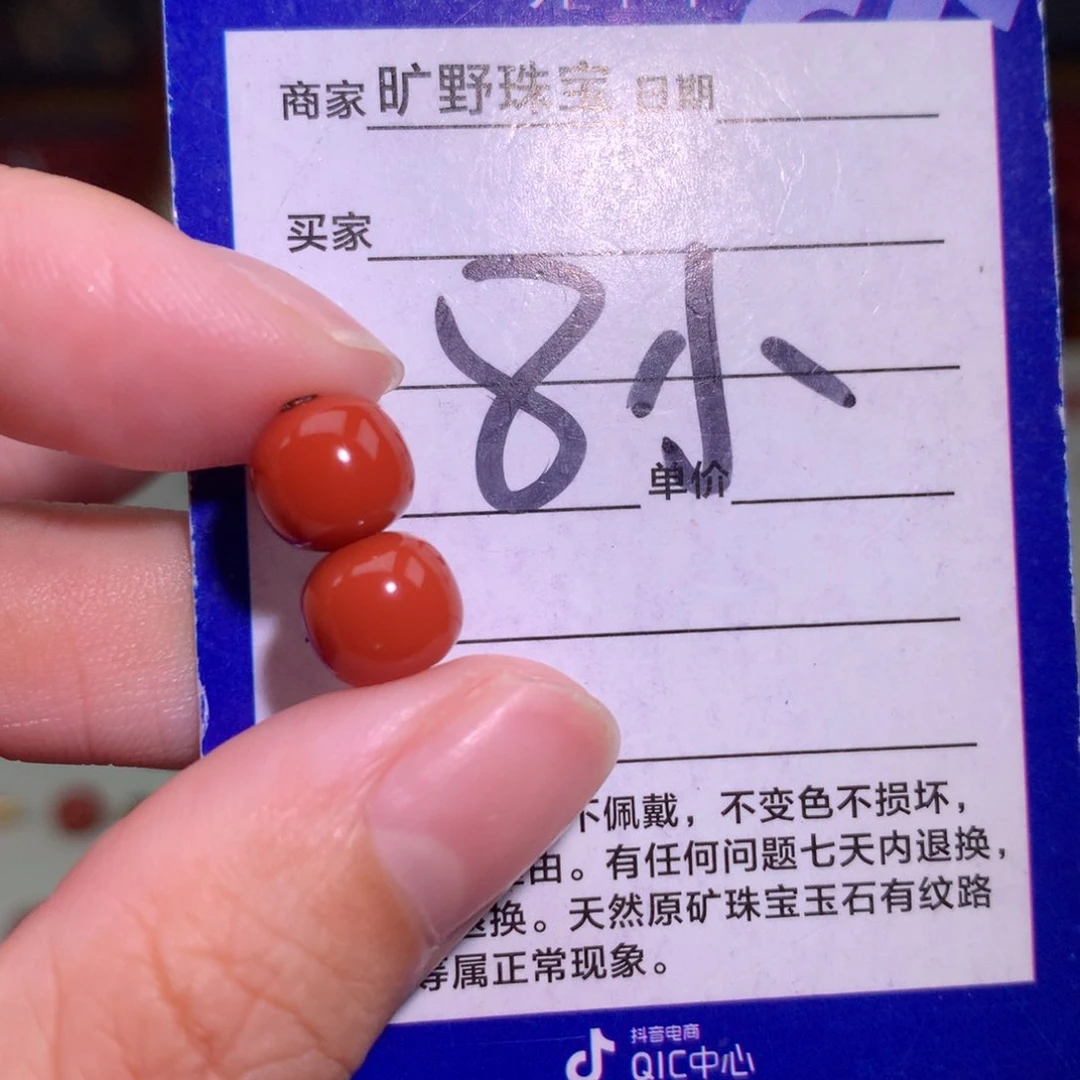 商家 旷野珠宝 日期
买家
8小
单价
不佩戴，不变色不损坏，
由。有任何问题七天内退换，
退换。天然原矿珠宝玉石有纹路
等属正常现象。
抖音电商
QIC中心